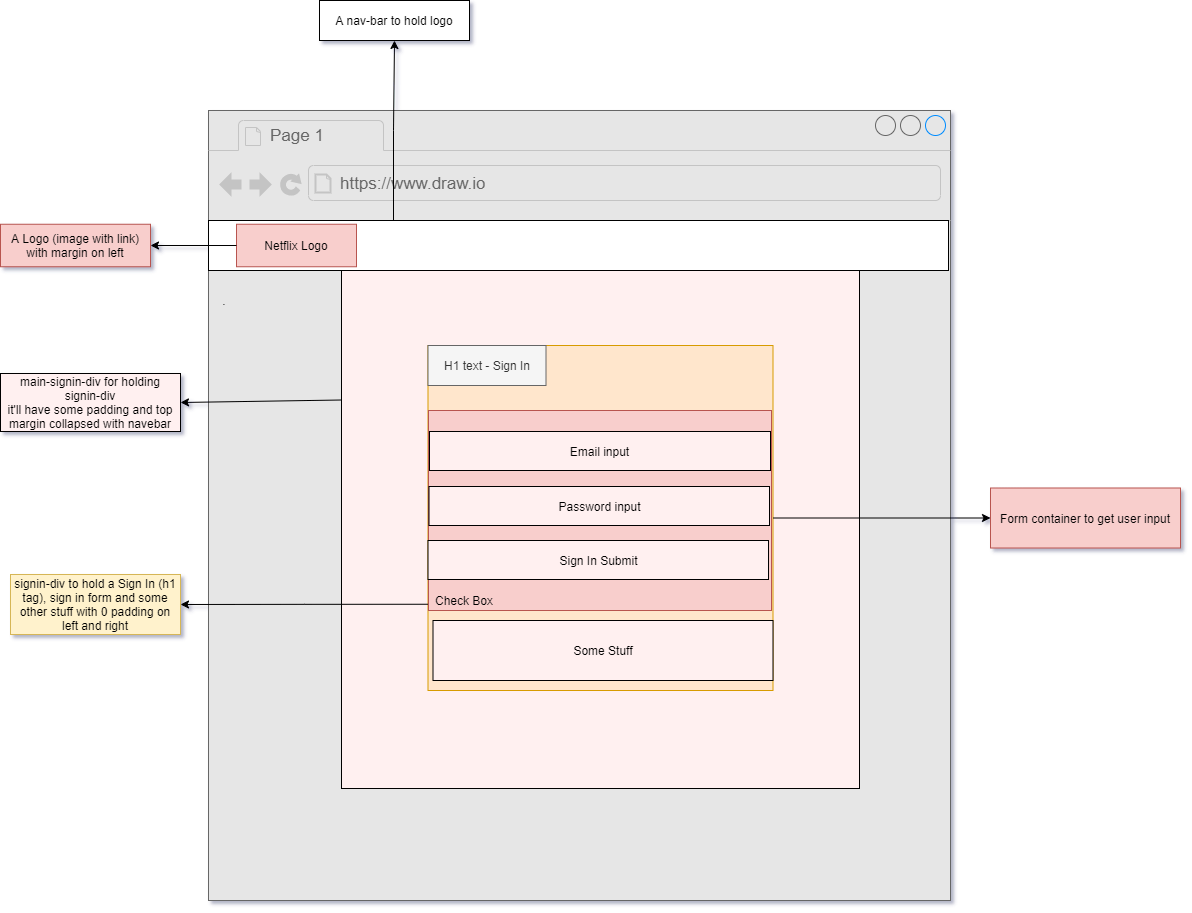 A nav-bar to hold logo
Page 1
https://www.draw.io
A Logo (image with link)
with margin on left
Netflix Logo
.
H1 text - Sign In
main-signin-div for holding
signin-div
it'll have some padding and top
margin collapsed with navebar
Email input
Password input
Form container to get user input
Sign In Submit
signin-div to hold a Sign In (h1
tag), sign in form and some
other stuff with 0 padding on
left and right
Check Box
Some Stuff